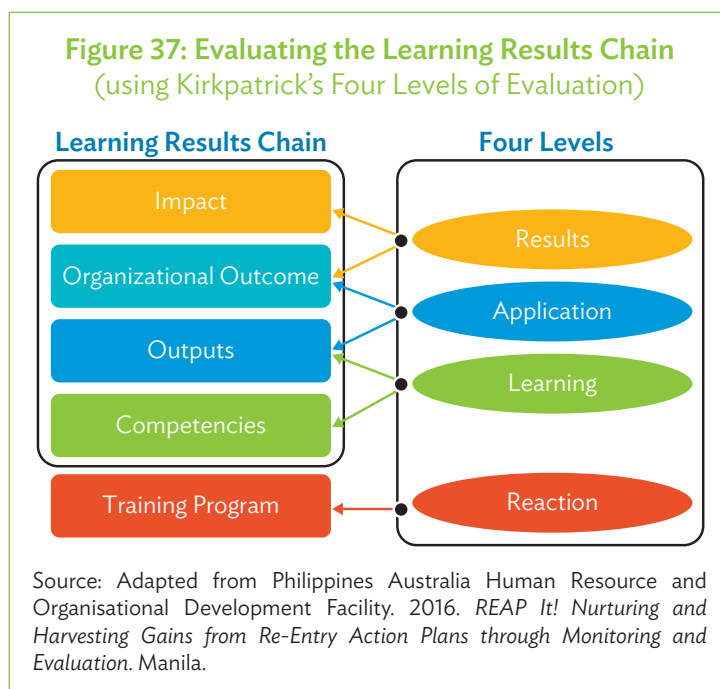 Figure 37: Evaluating the Learning Results Chain
(using Kirkpatrick’s Four Levels of Evaluation)
Learning Results Chain
Four Levels
Impact
Results
Organizational Outcome
Application
Outputs
Learning
Competencies
Training Program
Reaction
Source: Adapted from Philippines Australia Human Resource and
Organisational Development Facility. 2016. REAP It! Nurturing and
Harvesting Gains from Re-Entry Action Plans through Monitoring and
Evaluation. Manila.